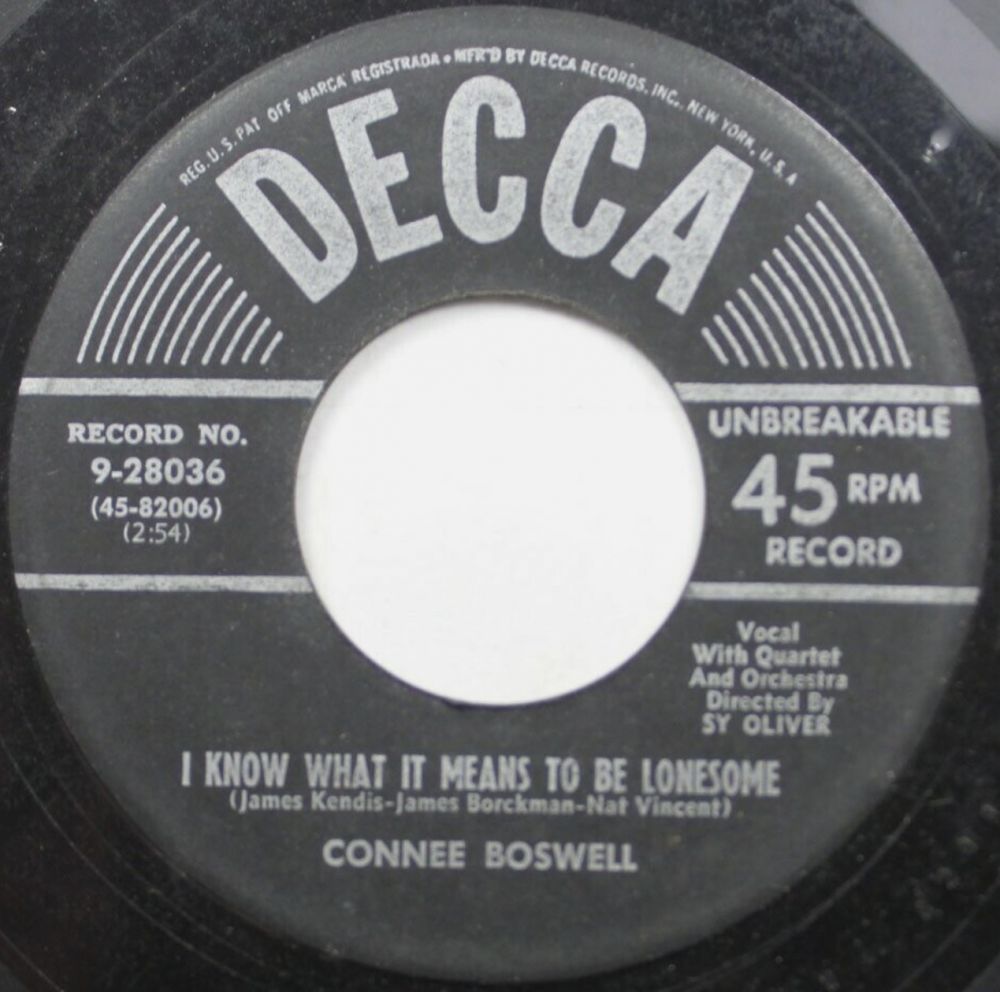 REG. U.S. PAT OFF MARCA REGISTRADA • MFR'D BY DECCA RECORDS, INC., NEW YORK, U.S.A
DECCA
RECORD NO.
9-28036
(45-82006)
(2:54)
UNBREAKABLE
45 RPM
RECORD
Vocal
With Quartet
And Orchestra
Directed By
SY OLIVER
I KNOW WHAT IT MEANS TO BE LONESOME
(James Kendis-James Borckman-Nat Vincent)
CONNEE BOSWELL